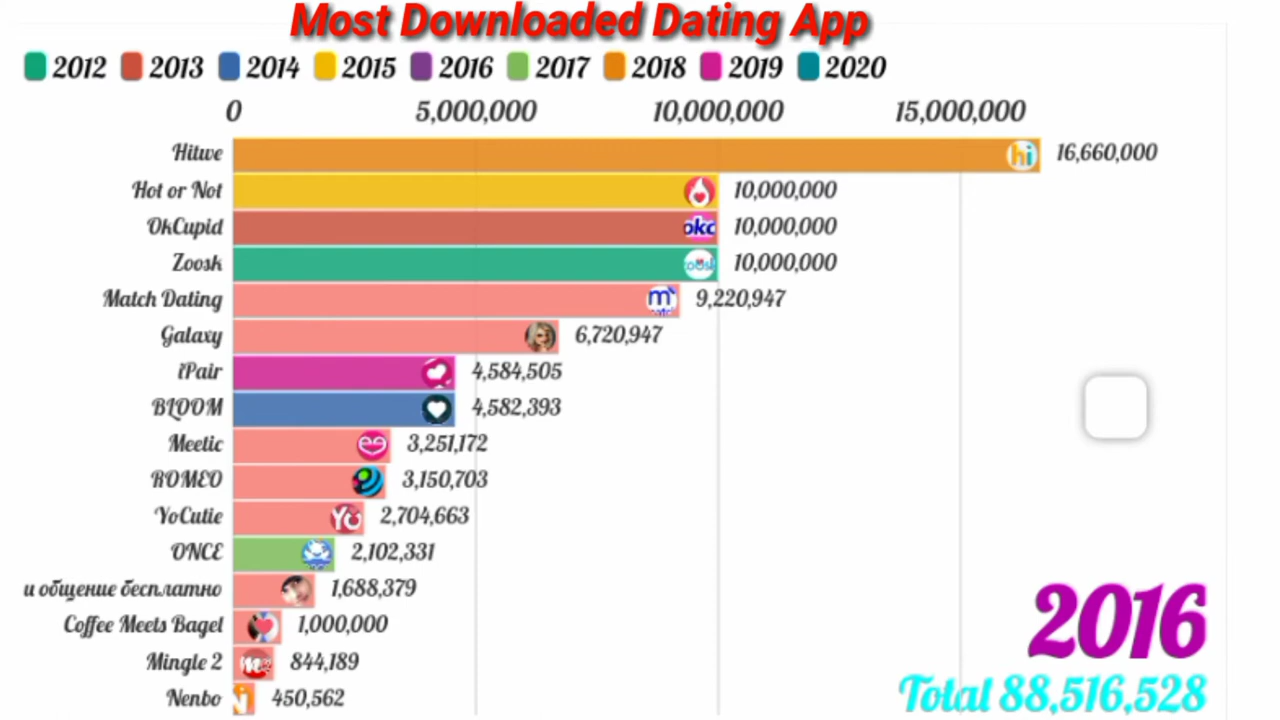 Most Downloaded Dating App
2012 2013 2014 2015 2016 2017 2018 2019 2020
0 5,000,000 10,000,000 15,000,000
Hitwe hi 16,660,000
Hot or Not 10,000,000
OkCupid okc 10,000,000
Zoosk zoosk 10,000,000
Match Dating m 9,220,947
Galaxy 6,720,947
iPair 4,584,505
BLOOM 4,582,393
Meetic 3,251,172
ROMEO 3,150,703
YoCutie Yc 2,704,663
ONCE 2,102,331
и общение бесплатно 1,688,379
Coffee Meets Bagel 1,000,000
Mingle 2 844,189
Nenbo 450,562
2016
Total 88,516,528